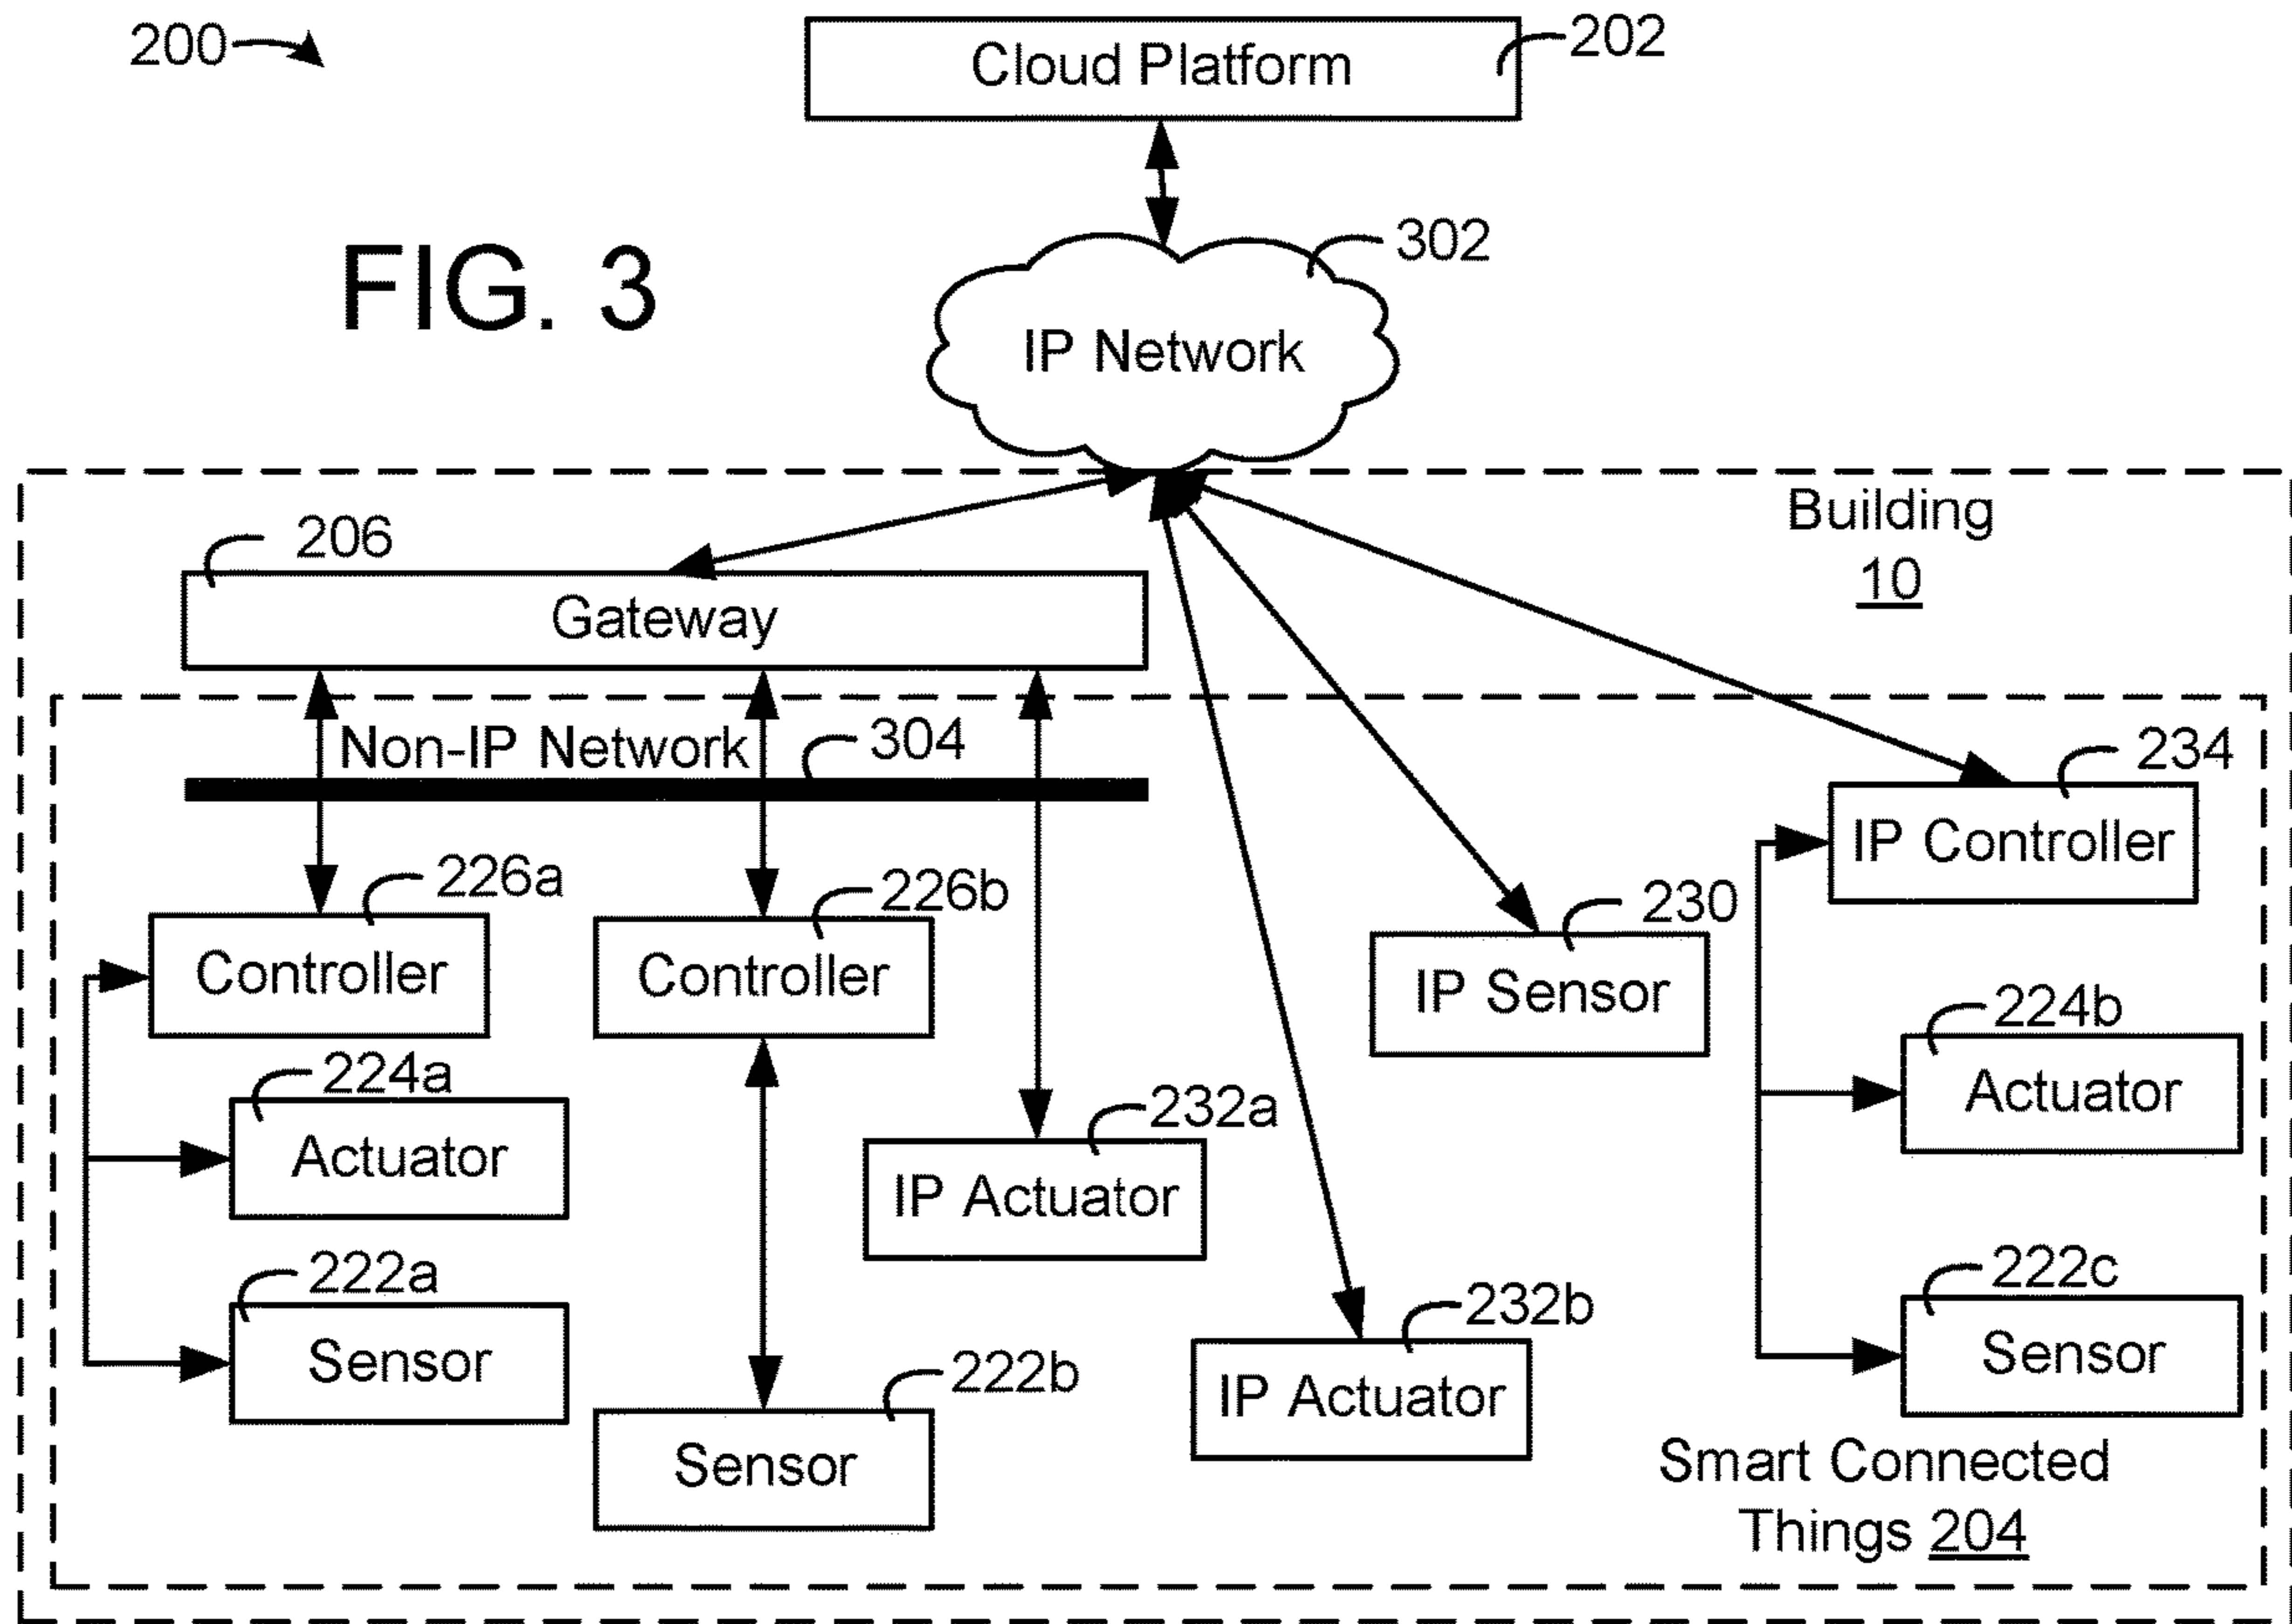 200
Cloud Platform
202
FIG. 3
302
IP Network
Building
10
206
Gateway
Non-IP Network
304
234
IP Controller
226a
Controller
226b
Controller
230
IP Sensor
224b
Actuator
224a
Actuator
232a
IP Actuator
222a
Sensor
222b
Sensor
232b
IP Actuator
222c
Sensor
Smart Connected
Things 204